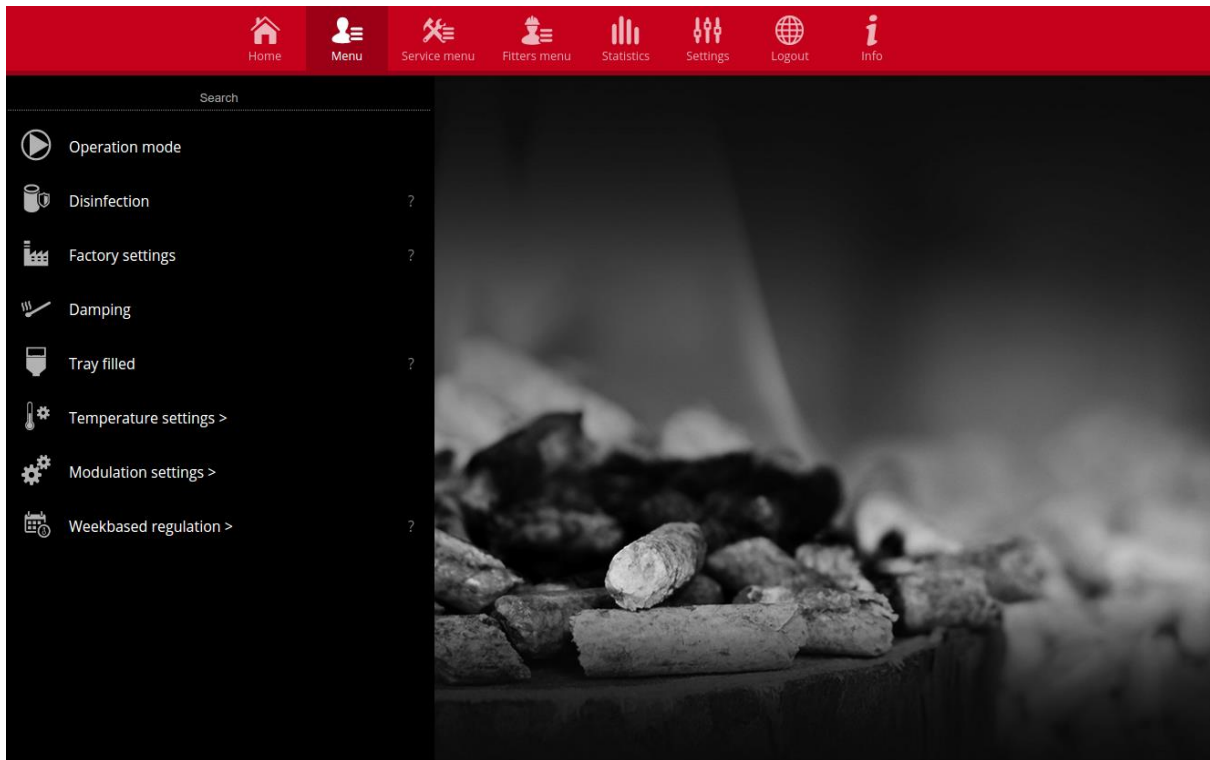 Home
Menu
Service menu
Fitters menu
Statistics
Settings
Logout
Info
Search
Operation mode
Disinfection ?
Factory settings ?
Damping
Tray filled ?
Temperature settings >
Modulation settings >
Weekbased regulation > ?